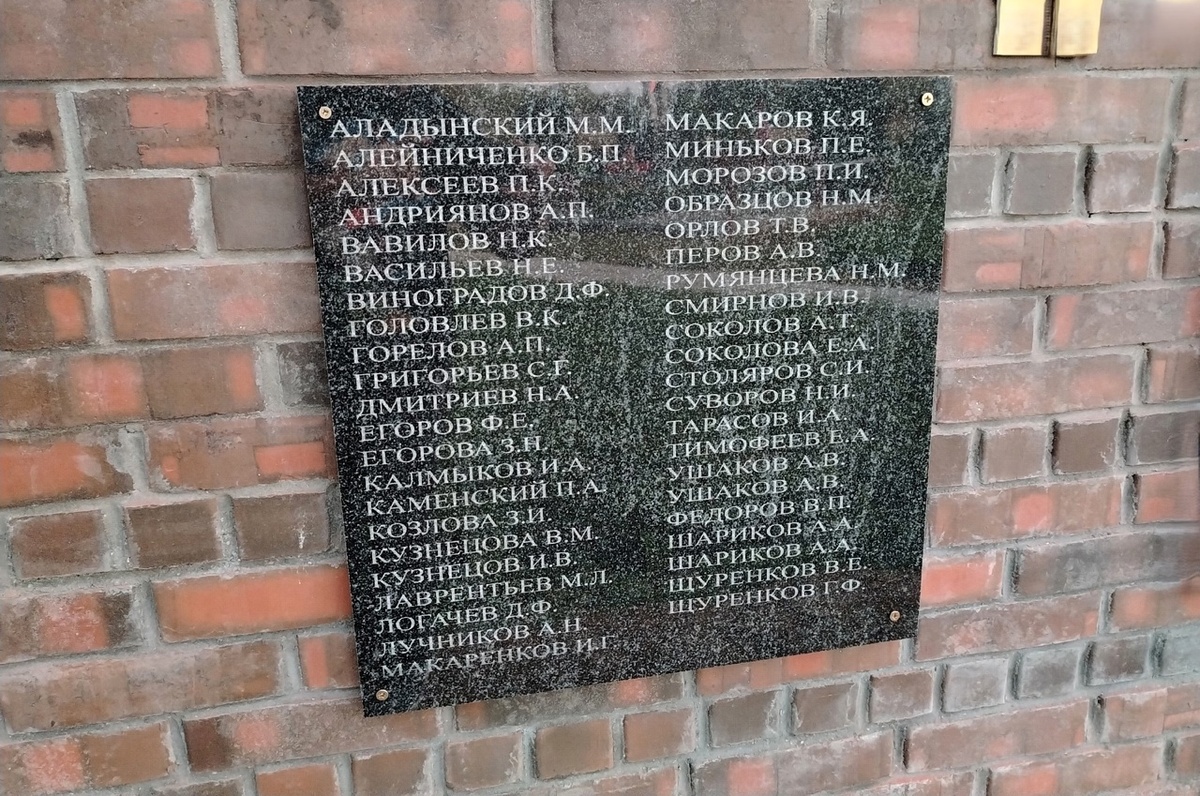 АЛАДЫНСКИЙ М.М.
АЛЕЙНИЧЕНКО Б.П.
АЛЕКСЕЕВ П.К.
АНДРИЯНОВ А.П.
ВАВИЛОВ Н.К.
ВАСИЛЬЕВ Н.Е.
ВИНОГРАДОВ Д.Ф.
ГОЛОВЛЕВ В.К.
ГОРЕЛОВ А.П.
ГРИГОРЬЕВ С.Г.
ДМИТРИЕВ Н.А.
ЕГОРОВ Ф.Е.
ЕГОРОВА З.Н.
КАЛМЫКОВ И.А.
КАМЕНСКИЙ П.А.
КОЗЛОВА З.И.
КУЗНЕЦОВА В.М.
КУЗНЕЦОВ И.В.
ЛАВРЕНТЬЕВ М.Л.
ЛОГАЧЕВ Д.Ф.
ЛУЧНИКОВ А.Н.
МАКАРЕНКОВ И.Г.
МАКАРОВ К.Я.
МИНЬКОВ П.Е.
МОРОЗОВ П.И.
ОБРАЗЦОВ Н.М.
ОРЛОВ Т.В.
ПЕРОВ А.В.
РУМЯНЦЕВА Н.М.
СМИРНОВ И.В.
СОКОЛОВ А.Т.
СОКОЛОВА Е.А.
СТОЛЯРОВ С.И.
СУВОРОВ Н.И.
ТАРАСОВ И.А.
ТИМОФЕЕВ Е.А.
УШАКОВ А.В.
УШАКОВ А.В.
ФЕДОРОВ В.П.
ШАРИКОВ А.А.
ШАРИКОВ А.А.
ЩУРЕНКОВ В.Е.
ЩУРЕНКОВ Г.Ф.